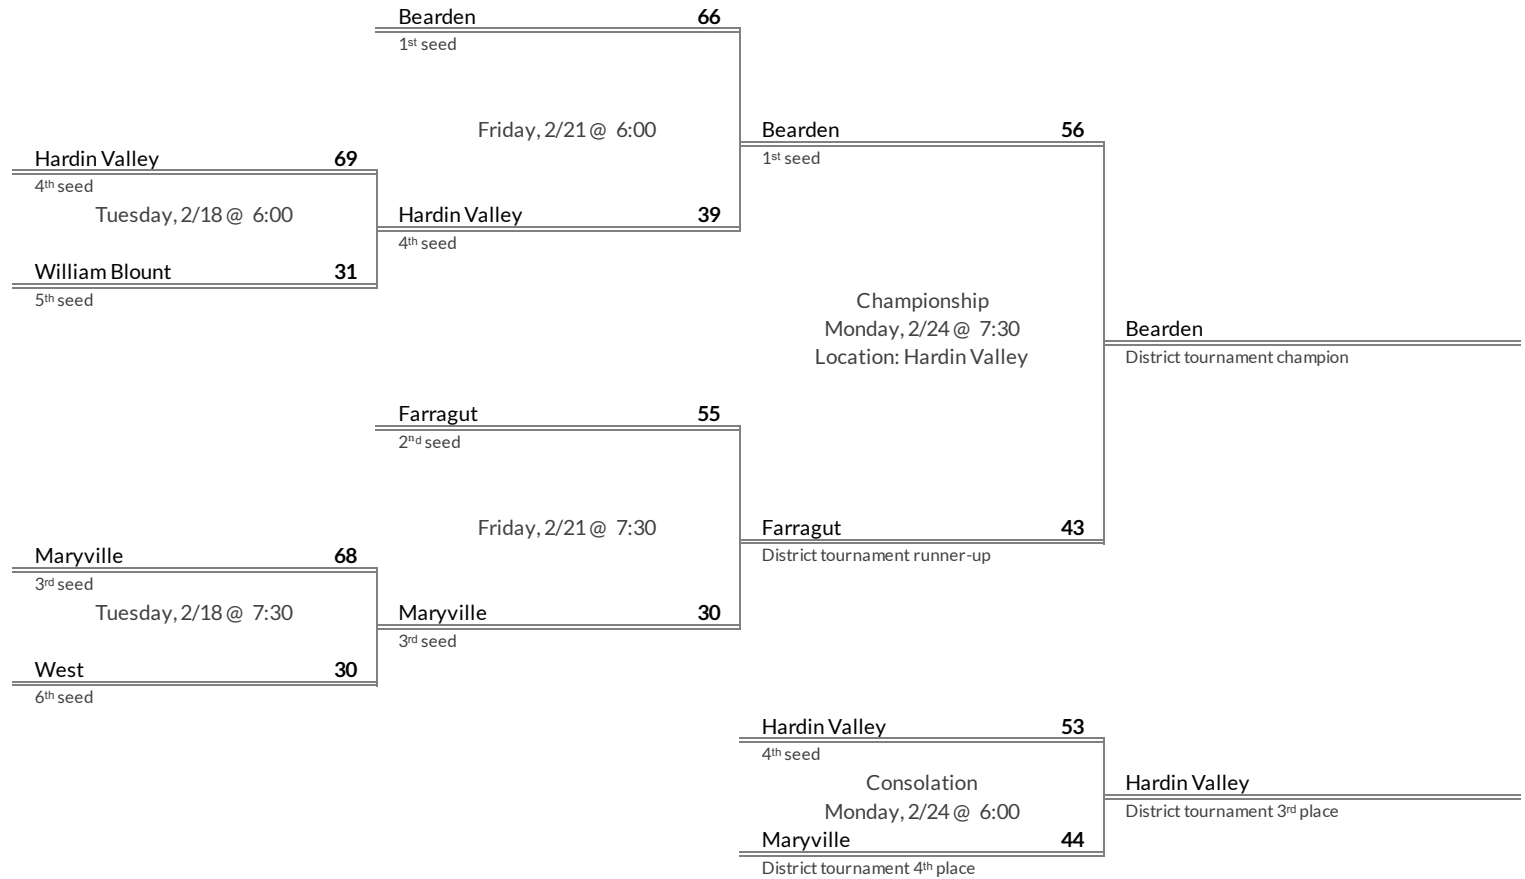 Bearden 66
1st seed
Friday, 2/21 @ 6:00
Bearden 56
1st seed
Hardin Valley 69
4th seed
Tuesday, 2/18 @ 6:00
Hardin Valley 39
4th seed
William Blount 31
5th seed
Championship
Monday, 2/24 @ 7:30
Location: Hardin Valley
Bearden
District tournament champion
Farragut 55
2nd seed
Friday, 2/21 @ 7:30
Farragut 43
District tournament runner-up
Maryville 68
3rd seed
Tuesday, 2/18 @ 7:30
Maryville 30
3rd seed
West 30
6th seed
Hardin Valley 53
4th seed
Consolation
Monday, 2/24 @ 6:00
Hardin Valley
District tournament 3rd place
Maryville 44
District tournament 4th place